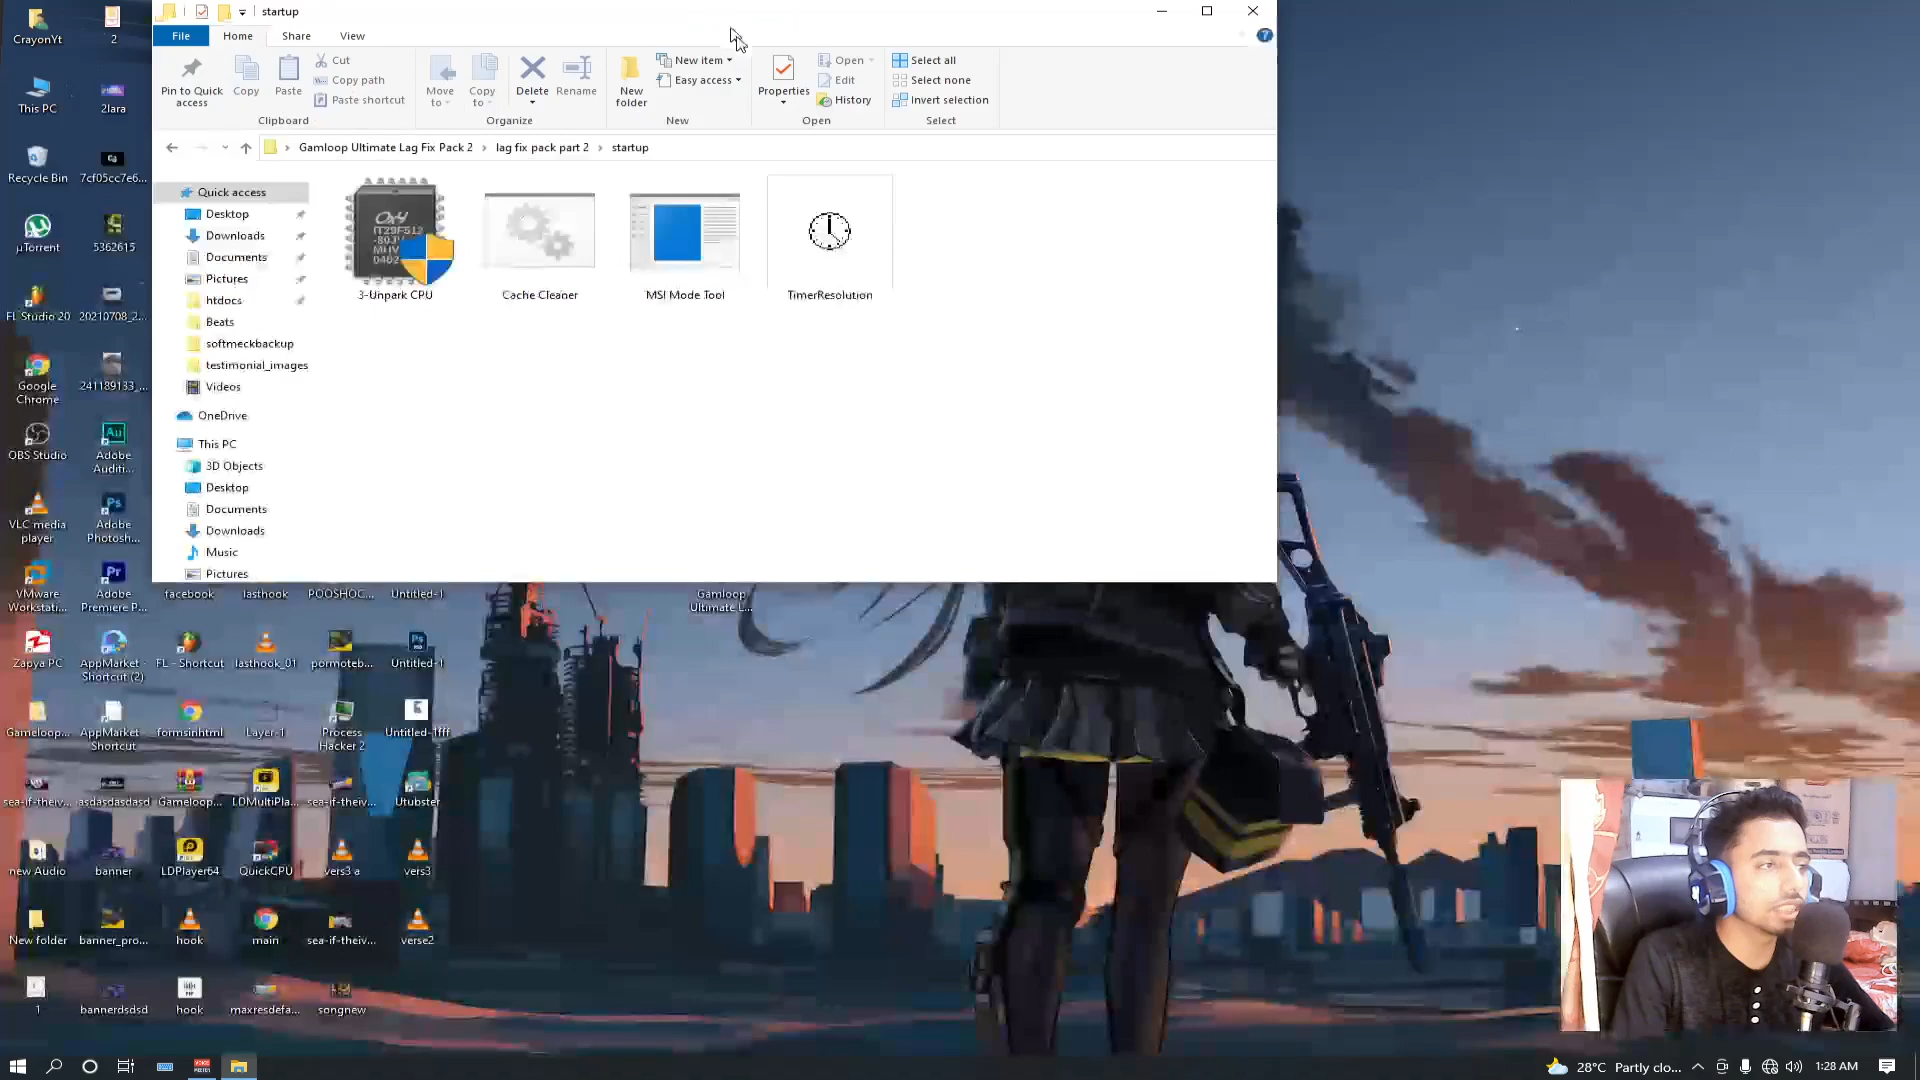 startup
File
Home
Share
View
Pin to Quick access
Copy
Paste
Cut
Copy path
Paste shortcut
Clipboard
Move to
Copy to
Delete
Rename
Organize
New folder
New item
Easy access
New
Properties
Open
Edit
History
Open
Select all
Select none
Invert selection
Select
Gamloop Ultimate Lag Fix Pack 2 > lag fix pack part 2 > startup
Quick access
Desktop
Downloads
Documents
Pictures
htdocs
Beats
softmeckbackup
testimonial_images
Videos
OneDrive
This PC
3D Objects
Desktop
Documents
Downloads
Music
Pictures
3-Unpark CPU
Cache Cleaner
MSI Mode Tool
TimerResolution
CrayonYt
2
This PC
2lara
Recycle Bin
7cf05cc7e6...
µTorrent
5362615
FL Studio 20
20210708_2...
Google Chrome
241189133_...
OBS Studio
Adobe Auditi...
VLC media player
Adobe Photosh...
VMware Workstati...
Adobe Premiere P...
facebook
lasthook
POOSHOC...
Untitled-1
Gamloop Ultimate L...
Zapya PC
AppMarket - Shortcut (2)
FL - Shortcut
lasthook_01
pormoteb...
Untitled-1
Gameloop...
AppMarket - Shortcut
formsinhtml
Layer-1
Process Hacker 2
Untitled-1fff
sea-if-theiv...
asdasdasdasd
Gameloop...
LDMultiPla...
sea-if-theiv...
Utubster
new Audio
banner
LDPlayer64
QuickCPU
vers3 a
vers3
New folder
banner_pro...
hook
main
sea-if-theiv...
verse2
1
bannerdsdsd
hook
maxresdefa...
songnew
28°C Partly clo...
1:28 AM